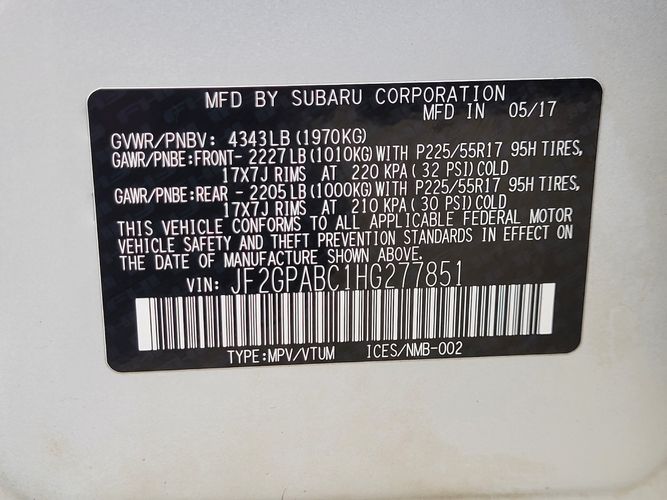 MFD BY SUBARU CORPORATION
MFD IN 05/17
GVWR/PNBV: 4343LB(1970KG)
GAWR/PNBE:FRONT- 2227LB(1010KG)WITH P225/55R17 95H TIRES,
17X7J RIMS AT 220 KPA( 32 PSI)COLD
GAWR/PNBE:REAR - 2205LB(1000KG)WITH P225/55R17 95H TIRES,
17X7J RIMS AT 210 KPA( 30 PSI)COLD
THIS VEHICLE CONFORMS TO ALL APPLICABLE FEDERAL MOTOR
VEHICLE SAFETY AND THEFT PREVENTION STANDARDS IN EFFECT ON
THE DATE OF MANUFACTURE SHOWN ABOVE.
VIN: JF2GPABC1HG277851
TYPE:MPV/VTUM ICES/NMB-002